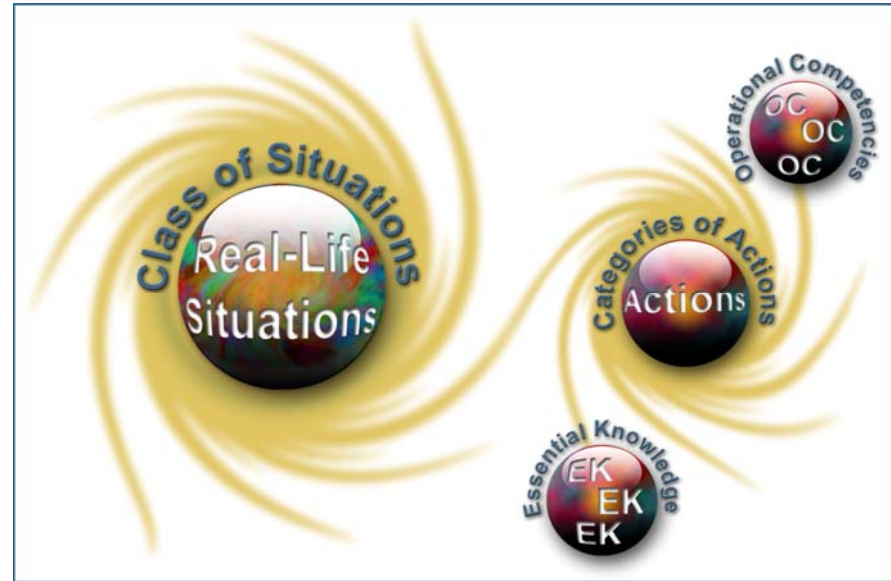 Class of Situations
Real-Life
Situations
Categories of Actions
Actions
Operational Competencies
OC
OC
OC
Essential Knowledge
EK
EK
EK